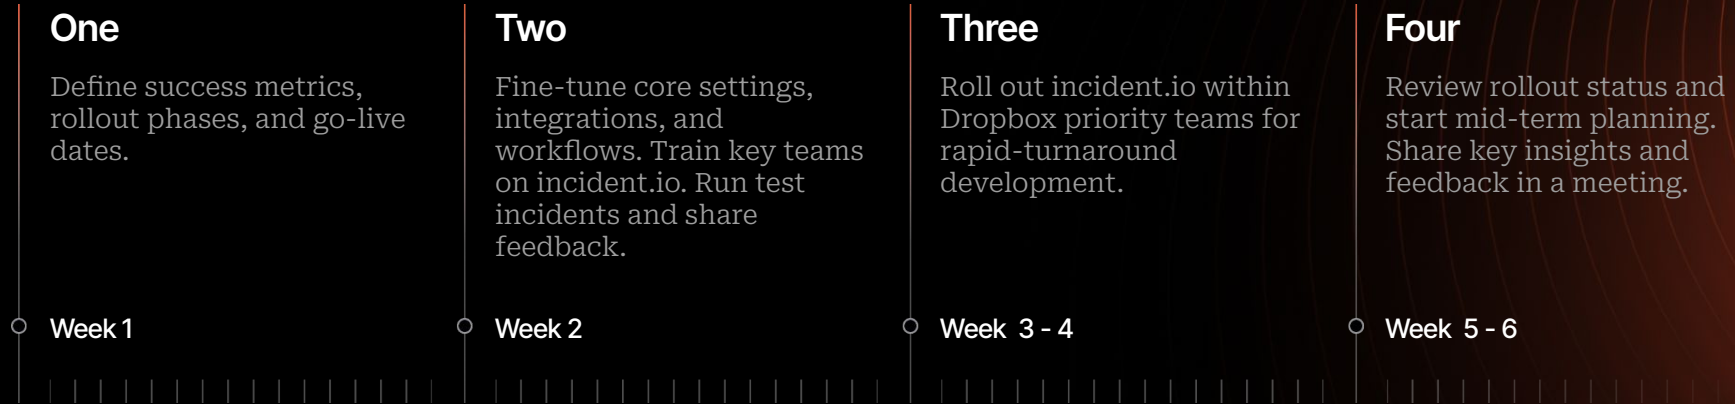 One
Define success metrics,
rollout phases, and go-live
dates.
Week 1
Two
Fine-tune core settings,
integrations, and
workflows. Train key teams
on incident.io. Run test
incidents and share
feedback.
Week 2
Three
Roll out incident.io within
Dropbox priority teams for
rapid-turnaround
development.
Week 3 - 4
Four
Review rollout status and
start mid-term planning.
Share key insights and
feedback in a meeting.
Week 5 - 6